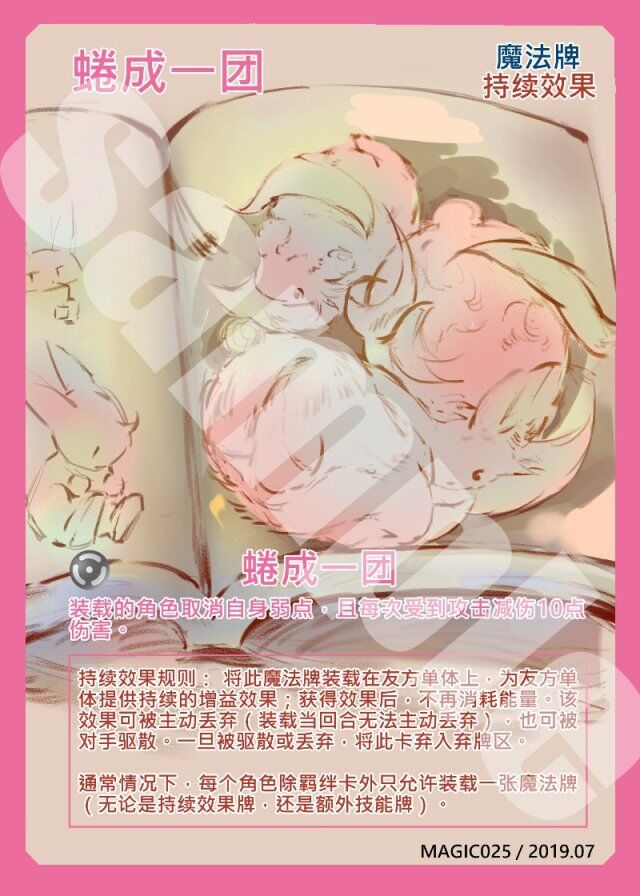 蜷成一团
魔法牌
持续效果
Sample
蜷成一团
装载的角色取消自身弱点，且每次受到攻击减伤10点
伤害。
持续效果规则： 将此魔法牌装载在友方单体上，为友方单
体提供持续的增益效果；获得效果后，不再消耗能量。该
效果可被主动丢弃（装载当回合无法主动丢弃），也可被
对手驱散。一旦被驱散或丢弃，将此卡弃入弃牌区。
通常情况下，每个角色除羁绊卡外只允许装载一张魔法牌
（无论是持续效果牌，还是额外技能牌）。
MAGIC025 / 2019.07